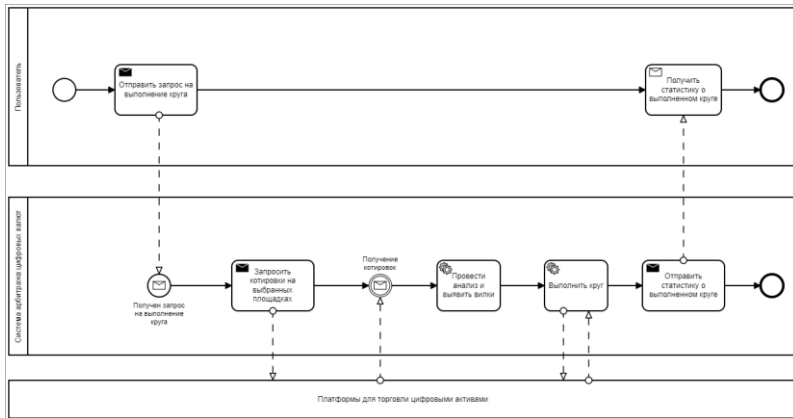 Пользователь
Отправить запрос на
выполнение круга
Получить
статистику о
выполненном круге
Система арбитража цифровых валют
Получен запрос
на выполнение
круга
Запросить
котировки на
выбранных
площадках
Получение
котировок
Провести
анализ и
выявить вилки
Выполнить круг
Отправить
статистику о
выполненном круге
Платформы для торговли цифровыми активами